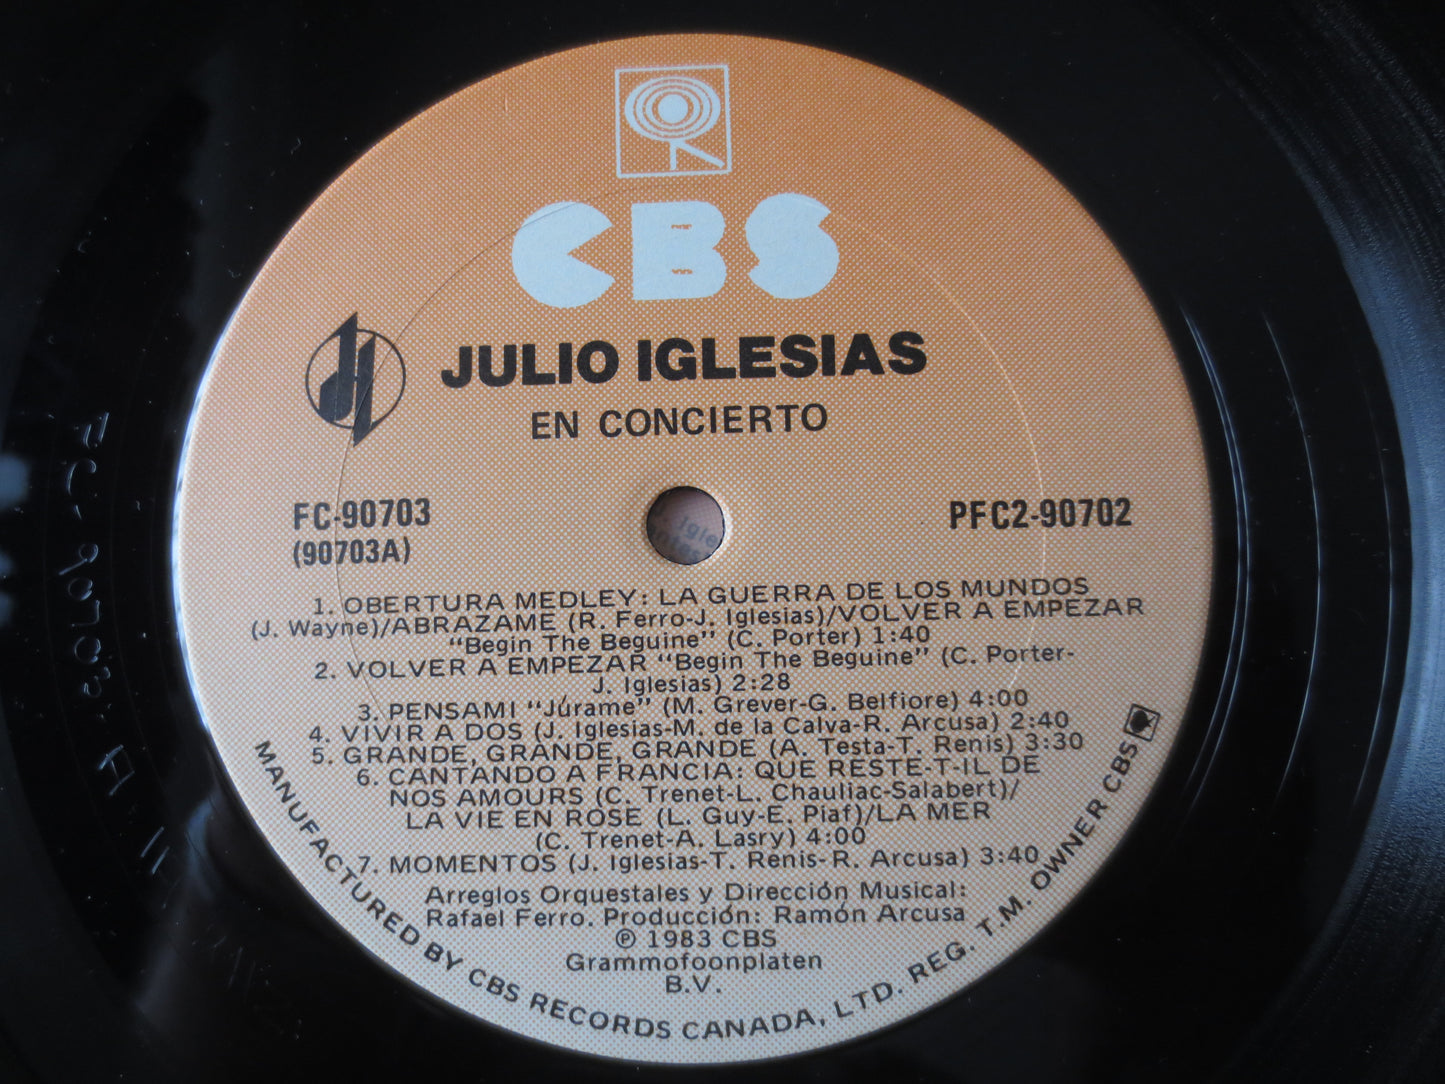 CBS
JULIO IGLESIAS
EN CONCIERTO
FC-90703
(90703A)
PFC2-90702
1. OBERTURA MEDLEY: LA GUERRA DE LOS MUNDOS
(J. Wayne)/ABRAZAME (R. Ferro-J. Iglesias)/VOLVER A EMPEZAR
"Begin The Beguine" (C. Porter) 1:40
2. VOLVER A EMPEZAR "Begin The Beguine" (C. Porter-
J. Iglesias) 2:28
3. PENSAMI "Júrame" (M. Grever-G. Belfiore) 4:00
4. VIVIR A DOS (J. Iglesias-M. de la Calva-R. Arcusa) 2:40
5. GRANDE, GRANDE, GRANDE (A. Testa-T. Renis) 3:30
6. CANTANDO A FRANCIA: QUE RESTE-T-IL DE
NOS AMOURS (C. Trenet-L. Chauliac-Salabert)/
LA VIE EN ROSE (L. Guy-E. Piaf)/LA MER
(C. Trenet-A. Lasry) 4:00
7. MOMENTOS (J. Iglesias-T. Renis-R. Arcusa) 3:40
Arreglos Orquestales y Dirección Musical:
Rafael Ferro. Producción: Ramón Arcusa
℗ 1983 CBS
Grammofoonplaten
B.V.
MANUFACTURED BY CBS RECORDS CANADA, LTD. REG. T.M. OWNER CBS